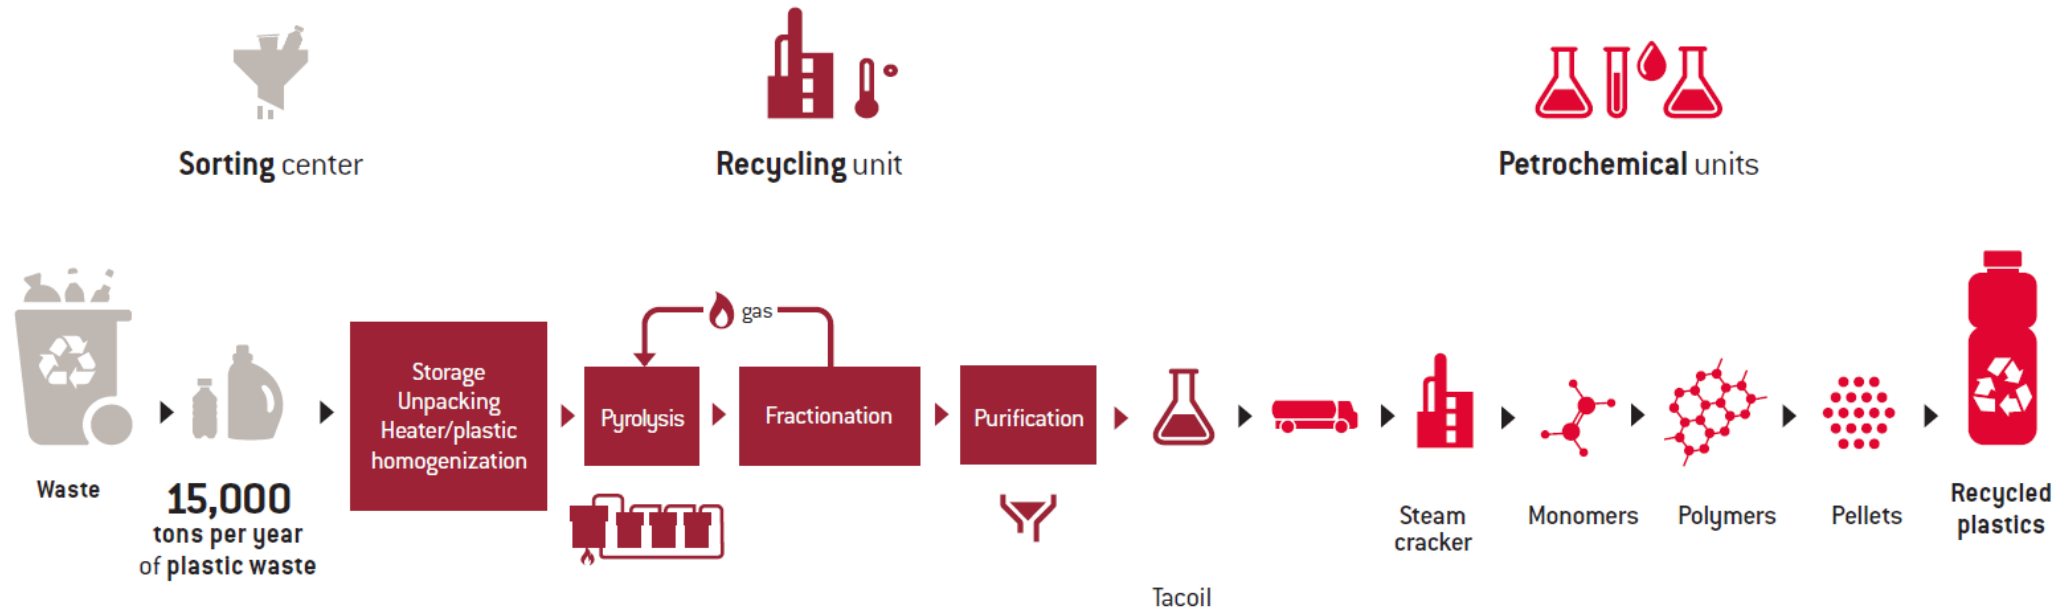 Sorting center
Recycling unit
Petrochemical units
gas
Storage
Unpacking
Heater/plastic
homogenization
Pyrolysis
Fractionation
Purification
Waste
15,000
tons per year
of plastic waste
Tacoil
Steam
cracker
Monomers
Polymers
Pellets
Recycled
plastics